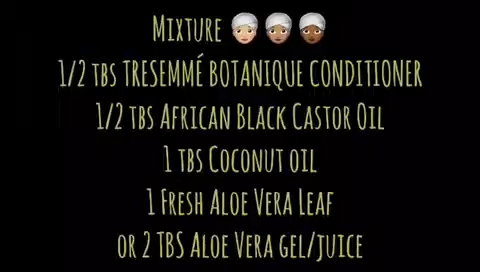 Mixture 👳🏼👳🏽👳🏾
1/2 tbs TRESEMMÉ BOTANIQUE CONDITIONER
1/2 tbs African Black Castor Oil
1 tbs Coconut oil
1 Fresh Aloe Vera Leaf
or 2 TBS Aloe Vera gel/juice